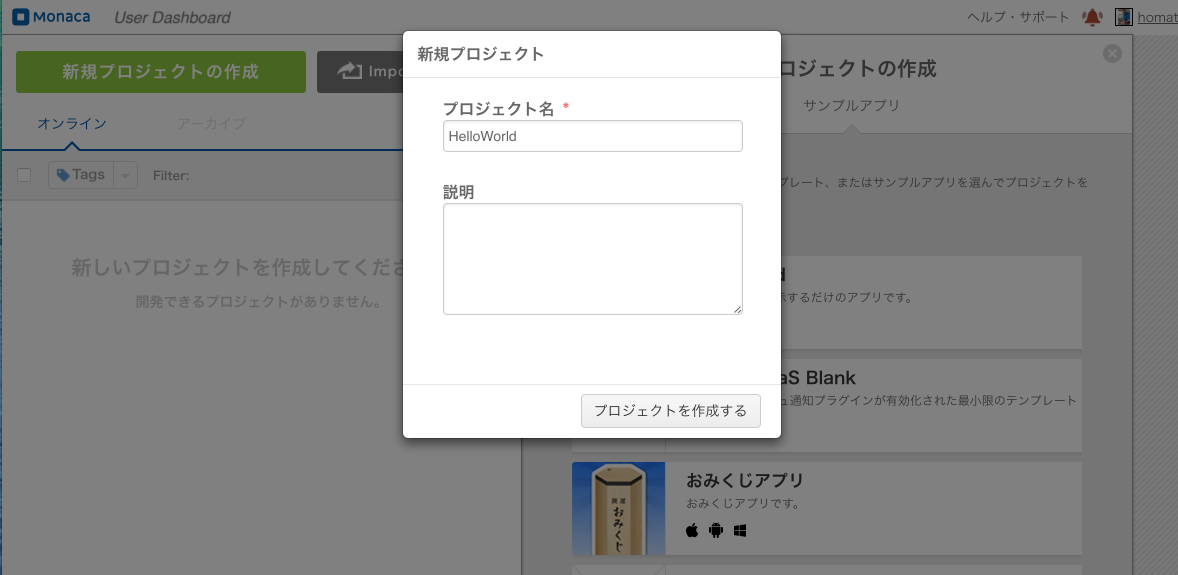 Monaca User Dashboard
ヘルプ・サポート homat
新規プロジェクトの作成
Impo
オンライン
アーカイブ
Tags
Filter:
新しいプロジェクトを作成してくださ
開発できるプロジェクトがありません。
新規プロジェクト
プロジェクト名 *
HelloWorld
説明
プロジェクトを作成する
ロジェクトの作成
サンプルアプリ
プレート、またはサンプルアプリを選んでプロジェクトを
d
示するだけのアプリです。
aS Blank
ュ通知プラグインが有効化された最小限のテンプレート
開運
おみくじ
おみくじアプリ
おみくじアプリです。